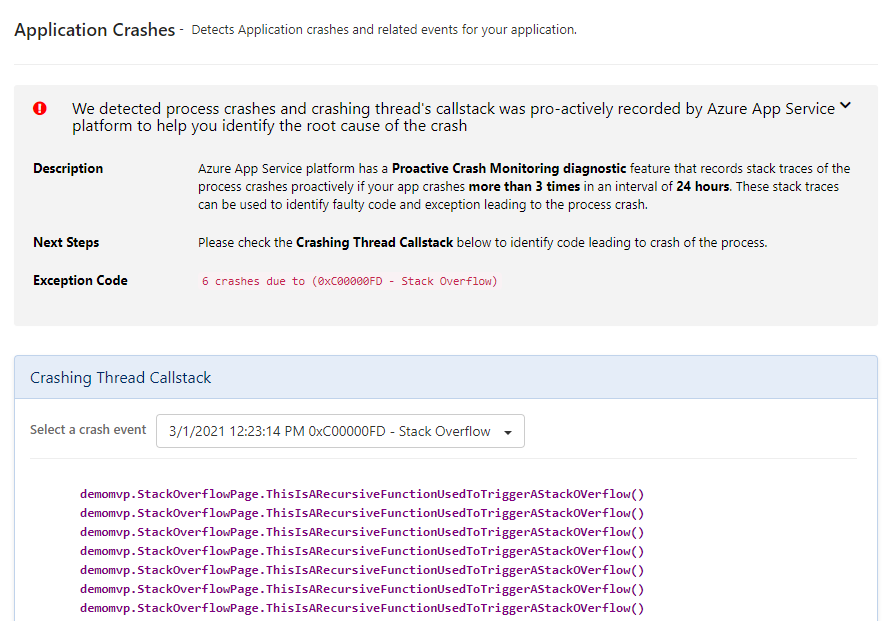 Application Crashes - Detects Application crashes and related events for your application.
We detected process crashes and crashing thread's callstack was pro-actively recorded by Azure App Service
platform to help you identify the root cause of the crash
Description Azure App Service platform has a Proactive Crash Monitoring diagnostic feature that records stack traces of the
process crashes proactively if your app crashes more than 3 times in an interval of 24 hours. These stack traces
can be used to identify faulty code and exception leading to the process crash.
Next Steps Please check the Crashing Thread Callstack below to identify code leading to crash of the process.
Exception Code 6 crashes due to (0xC00000FD - Stack Overflow)
Crashing Thread Callstack
Select a crash event 3/1/2021 12:23:14 PM 0xC00000FD - Stack Overflow
demomvp.StackOverflowPage.ThisIsARecursiveFunctionUsedToTriggerAStackOVerflow()
demomvp.StackOverflowPage.ThisIsARecursiveFunctionUsedToTriggerAStackOVerflow()
demomvp.StackOverflowPage.ThisIsARecursiveFunctionUsedToTriggerAStackOVerflow()
demomvp.StackOverflowPage.ThisIsARecursiveFunctionUsedToTriggerAStackOVerflow()
demomvp.StackOverflowPage.ThisIsARecursiveFunctionUsedToTriggerAStackOVerflow()
demomvp.StackOverflowPage.ThisIsARecursiveFunctionUsedToTriggerAStackOVerflow()
demomvp.StackOverflowPage.ThisIsARecursiveFunctionUsedToTriggerAStackOVerflow()